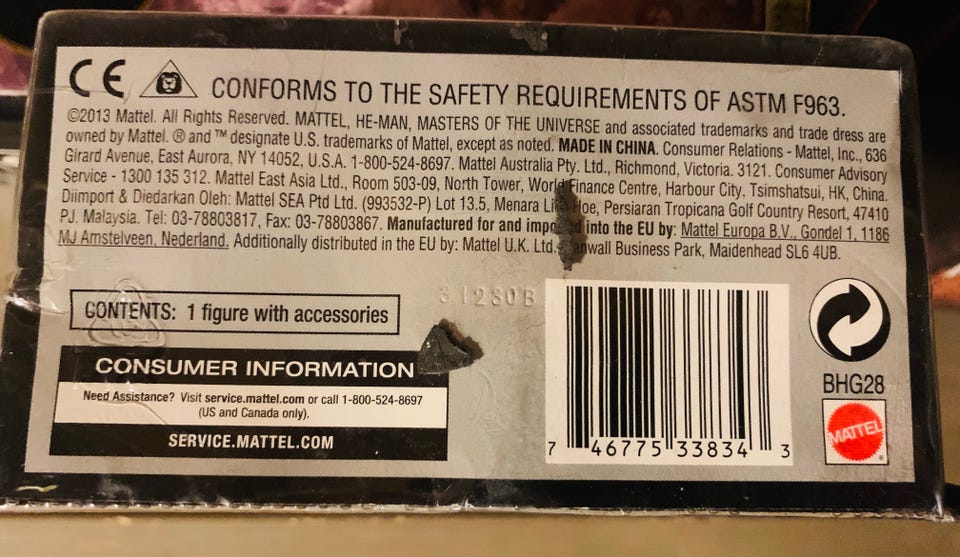 CE CONFORMS TO THE SAFETY REQUIREMENTS OF ASTM F963.
©2013 Mattel. All Rights Reserved. MATTEL, HE-MAN, MASTERS OF THE UNIVERSE and associated trademarks and trade dress are
owned by Mattel. ® and ™ designate U.S. trademarks of Mattel, except as noted. MADE IN CHINA. Consumer Relations - Mattel, Inc., 636
Girard Avenue, East Aurora, NY 14052, U.S.A. 1-800-524-8697. Mattel Australia Pty. Ltd., Richmond, Victoria. 3121. Consumer Advisory
Service - 1300 135 312. Mattel East Asia Ltd., Room 503-09, North Tower, World Finance Centre, Harbour City, Tsimshatsui, HK, China.
Diimport & Diedarkan Oleh: Mattel SEA Ptd Ltd. (993532-P) Lot 13.5, Menara Hoe, Persiaran Tropicana Golf Country Resort, 47410
PJ. Malaysia. Tel: 03-78803817, Fax: 03-78803867. Manufactured for and into the EU by: Mattel Europa B.V., Gondel 1, 1186
MJ Amstelveen, Nederland. Additionally distributed in the EU by: Mattel U.K. Ltd. Business Park, Maidenhead SL6 4UB.
CONTENTS: 1 figure with accessories
CONSUMER INFORMATION
Need Assistance? Visit service.mattel.com or call 1-800-524-8697
(US and Canada only).
SERVICE.MATTEL.COM
7 46775 33834 3
BHG28
MATTEL
®